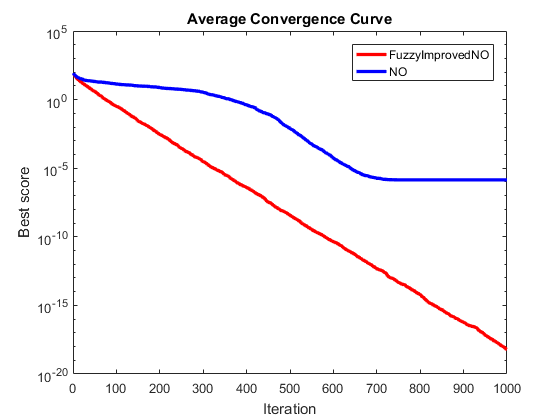 Average Convergence Curve
10^5
10^0
10^-5
10^-10
10^-15
10^-20
Best score
FuzzyImprovedNO
NO
0 100 200 300 400 500 600 700 800 900 1000
Iteration